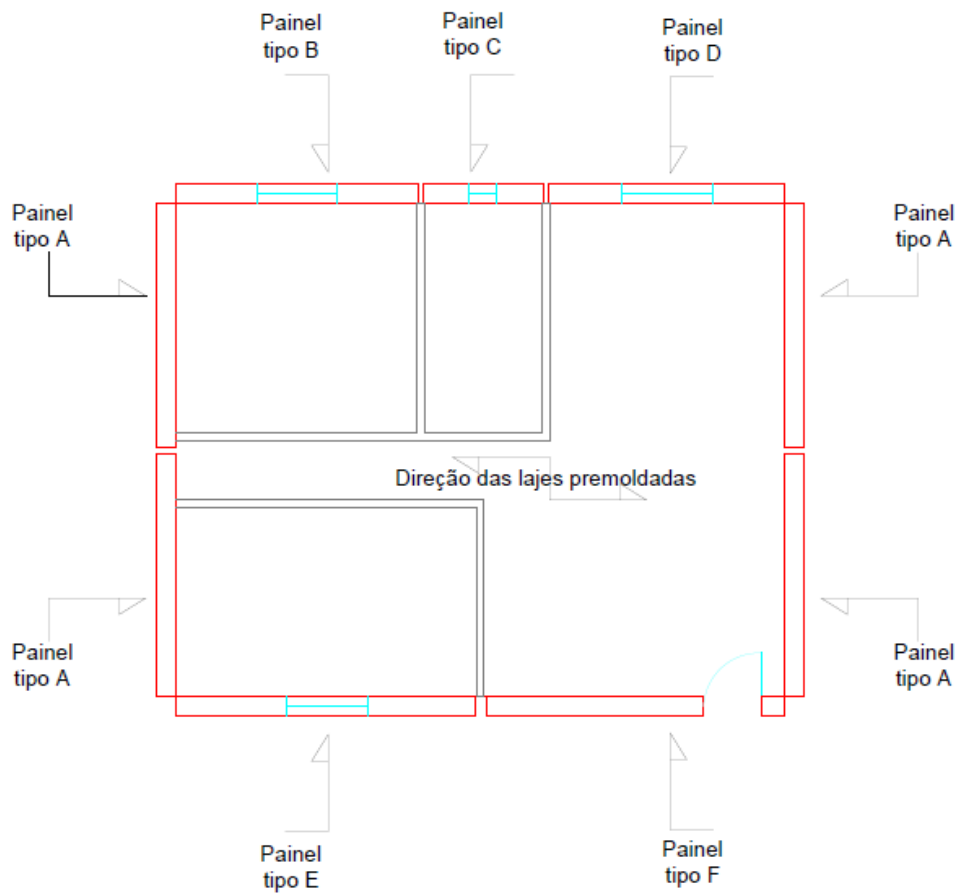 Painel
tipo B
Painel
tipo C
Painel
tipo D
Painel
tipo A
Painel
tipo A
Direção das lajes premoldadas
Painel
tipo A
Painel
tipo A
Painel
tipo E
Painel
tipo F